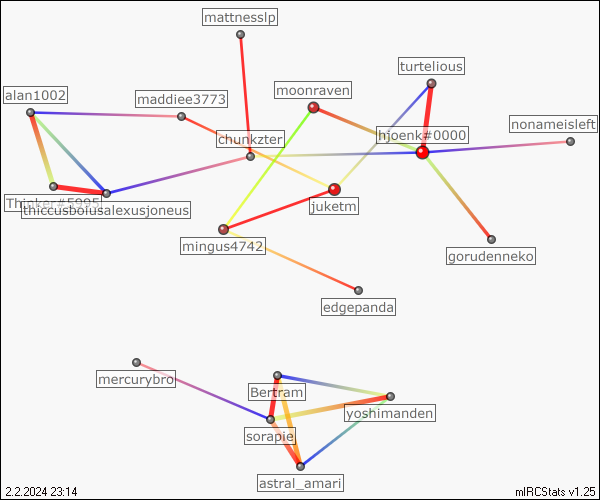 mattnesslp
turtelious
moonraven
alan1002
maddiee3773
nonameisleft
hjoenk#0000
chunkzter
Thinker#5995
thiccusboiusalexusjoneus
juketm
mingus4742
gorudenneko
edgepanda
mercurybro
Bertram
yoshimanden
sorapie
astral_amari
2.2.2024 23:14
mIRCStats v1.25